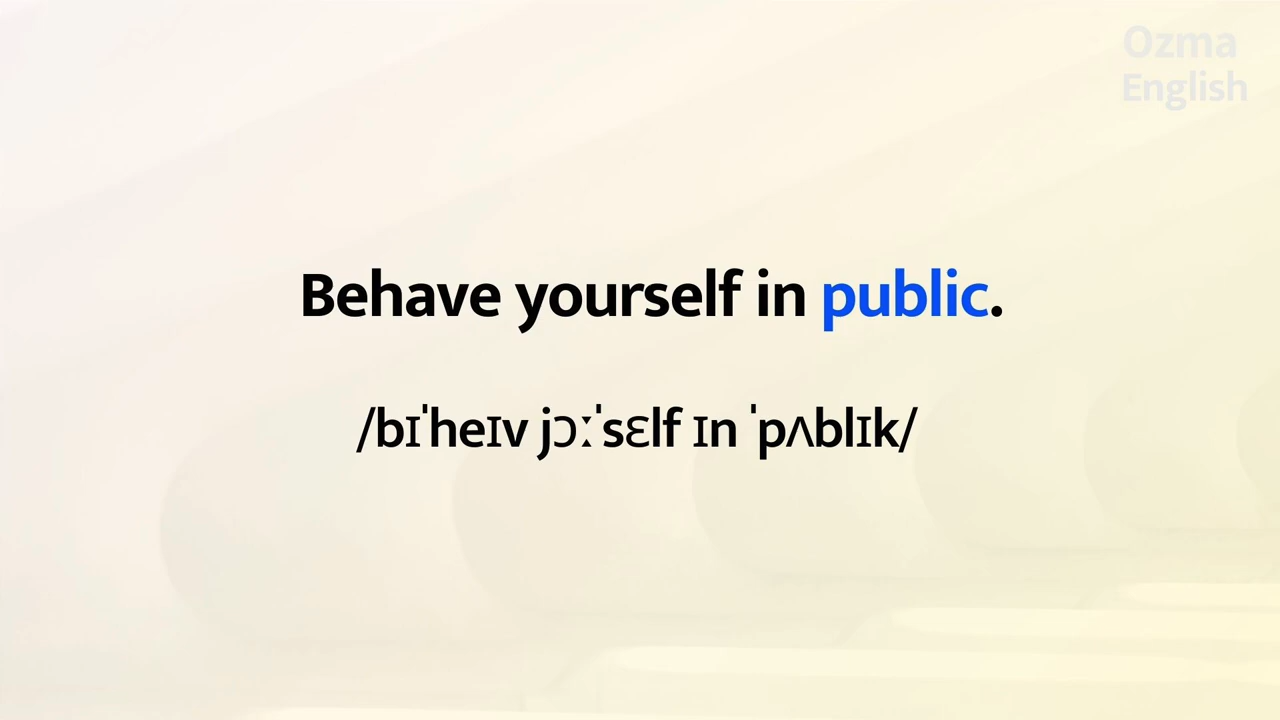 Ozma
English
Behave yourself in public.
/bɪˈheɪv jɔːˈsɛlf ɪn ˈpʌblɪk/